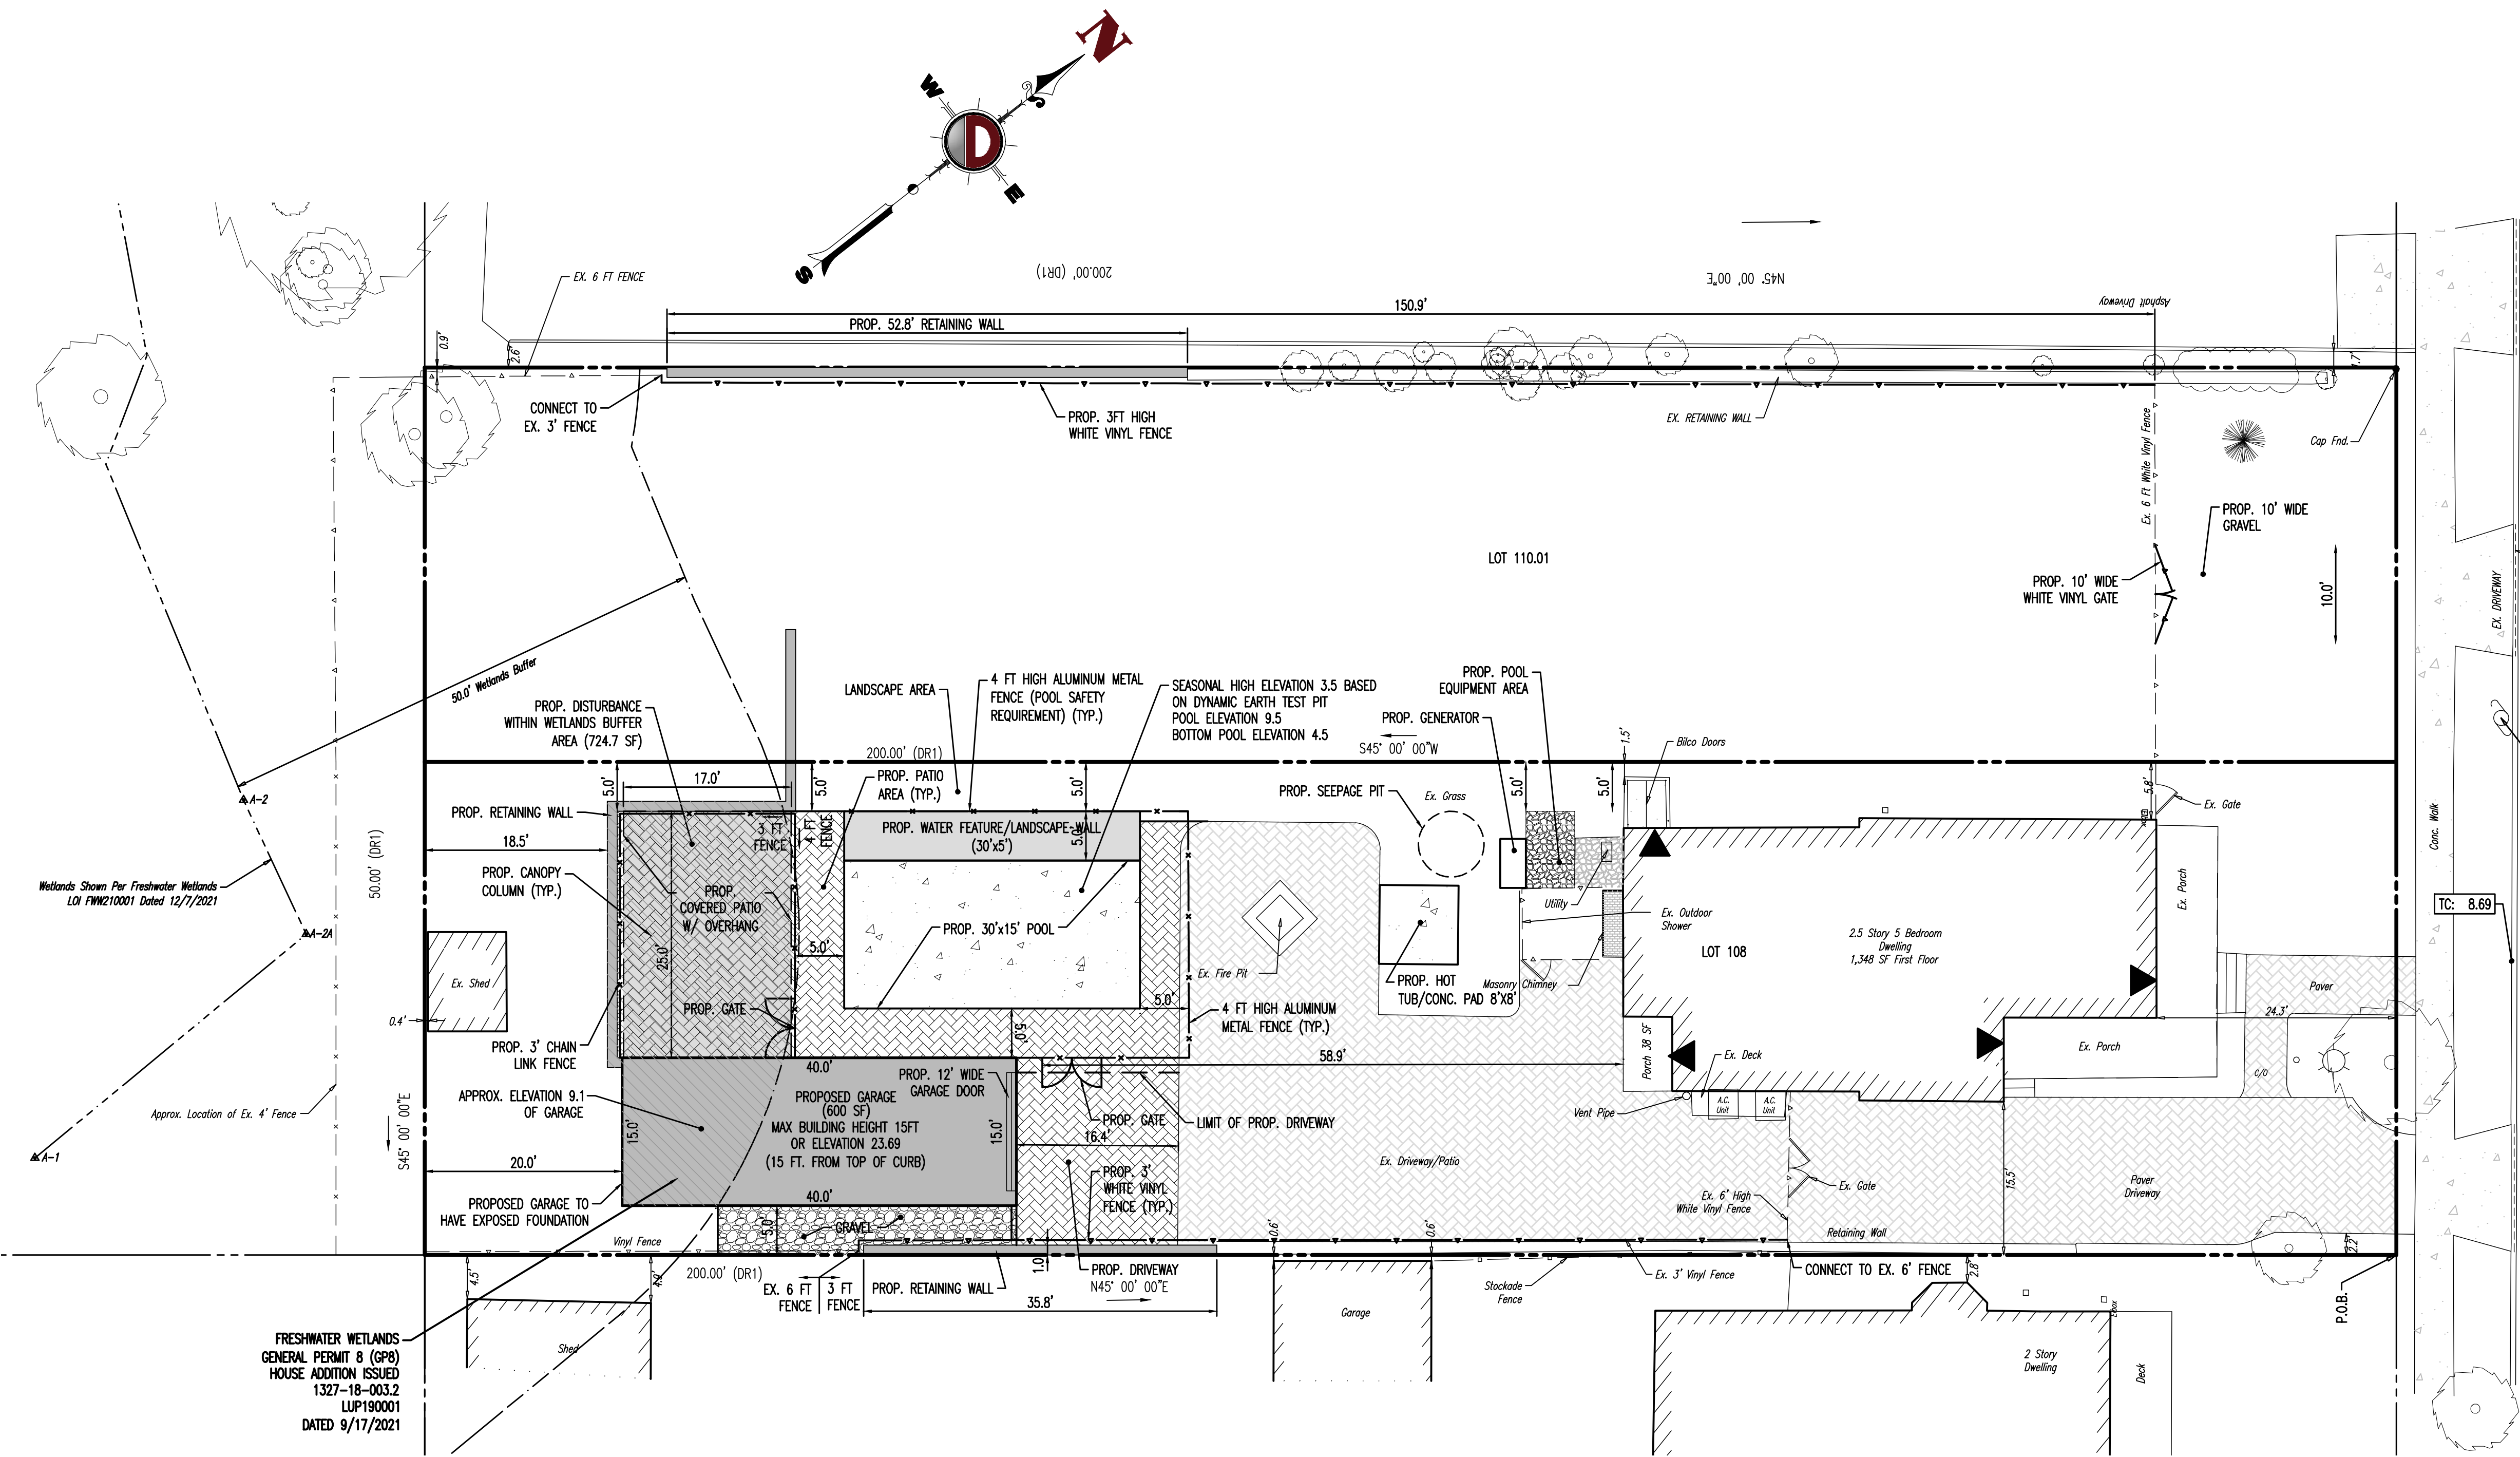 N
W
D
E
S
EX. 6 FT FENCE
200.00' (DR1)
N45° 00' 00"E
Asphalt Driveway
150.9'
PROP. 52.8' RETAINING WALL
0.9'
2.6'
1.7'
CONNECT TO
EX. 3' FENCE
PROP. 3FT HIGH
WHITE VINYL FENCE
EX. RETAINING WALL
Ex. 6 Ft White Vinyl Fence
Cap Fnd.
PROP. 10' WIDE
GRAVEL
LOT 110.01
PROP. 10' WIDE
WHITE VINYL GATE
10.0'
EX. DRIVEWAY
50.0' Wetlands Buffer
PROP. DISTURBANCE
WITHIN WETLANDS BUFFER
AREA (724.7 SF)
LANDSCAPE AREA
4 FT HIGH ALUMINUM METAL
FENCE (POOL SAFETY
REQUIREMENT) (TYP.)
SEASONAL HIGH ELEVATION 3.5 BASED
ON DYNAMIC EARTH TEST PIT
POOL ELEVATION 9.5
BOTTOM POOL ELEVATION 4.5
PROP. POOL
EQUIPMENT AREA
PROP. GENERATOR
1.5'
Bilco Doors
200.00' (DR1)
S45° 00' 00"W
A-2
5.0'
17.0'
5.0'
PROP. PATIO
AREA (TYP.)
5.0'
PROP. SEEPAGE PIT
Ex. Grass
5.0'
5.0'
5.8'
Ex. Gate
PROP. RETAINING WALL
3 FT
FENCE
4 FT
FENCE
PROP. WATER FEATURE/LANDSCAPE WALL
(30'x5')
5.0'
Conc. Walk
50.00' (DR1)
18.5'
PROP. CANOPY
COLUMN (TYP.)
PROP.
COVERED PATIO
W/ OVERHANG
Wetlands Shown Per Freshwater Wetlands
LOI FWW210001 Dated 12/7/2021
A-2A
PROP. 30'x15' POOL
25.0'
5.0'
Utility
Ex. Outdoor
Shower
2.5 Story 5 Bedroom
Dwelling
1,348 SF First Floor
LOT 108
Ex. Porch
TC: 8.69
Ex. Shed
Ex. Fire Pit
PROP. HOT
TUB/CONC. PAD 8'X8'
Masonry Chimney
Paver
0.4'
PROP. GATE
5.0'
5.0'
4 FT HIGH ALUMINUM
METAL FENCE (TYP.)
24.3'
PROP. 3' CHAIN
LINK FENCE
40.0'
58.9'
Porch 38 SF
Ex. Deck
Ex. Porch
C/O
APPROX. ELEVATION 9.1
OF GARAGE
PROP. 12' WIDE
GARAGE DOOR
PROPOSED GARAGE
(600 SF)
MAX BUILDING HEIGHT 15FT
OR ELEVATION 23.69
(15 FT. FROM TOP OF CURB)
15.0'
15.0'
PROP. GATE
LIMIT OF PROP. DRIVEWAY
Vent Pipe
A.C.
Unit
A.C.
Unit
Approx. Location of Ex. 4' Fence
S45° 00' 00"E
A-1
16.4'
20.0'
PROP. 3'
WHITE VINYL
FENCE (TYP.)
Ex. Driveway/Patio
15.5'
Ex. Gate
Paver
Driveway
PROPOSED GARAGE TO
HAVE EXPOSED FOUNDATION
40.0'
GRAVEL
5.0'
Ex. 6' High
White Vinyl Fence
Vinyl Fence
0.6'
0.6'
Retaining Wall
2.2'
4.5'
4.9'
200.00' (DR1)
EX. 6 FT
FENCE
3 FT
FENCE
PROP. RETAINING WALL
1.0'
PROP. DRIVEWAY
N45° 00' 00"E
35.8'
Stockade
Fence
Ex. 3' Vinyl Fence
CONNECT TO EX. 6' FENCE
2.8'
P.O.B.
Shed
Garage
2 Story
Dwelling
Deck
FRESHWATER WETLANDS
GENERAL PERMIT 8 (GP8)
HOUSE ADDITION ISSUED
1327-18-003.2
LUP190001
DATED 9/17/2021